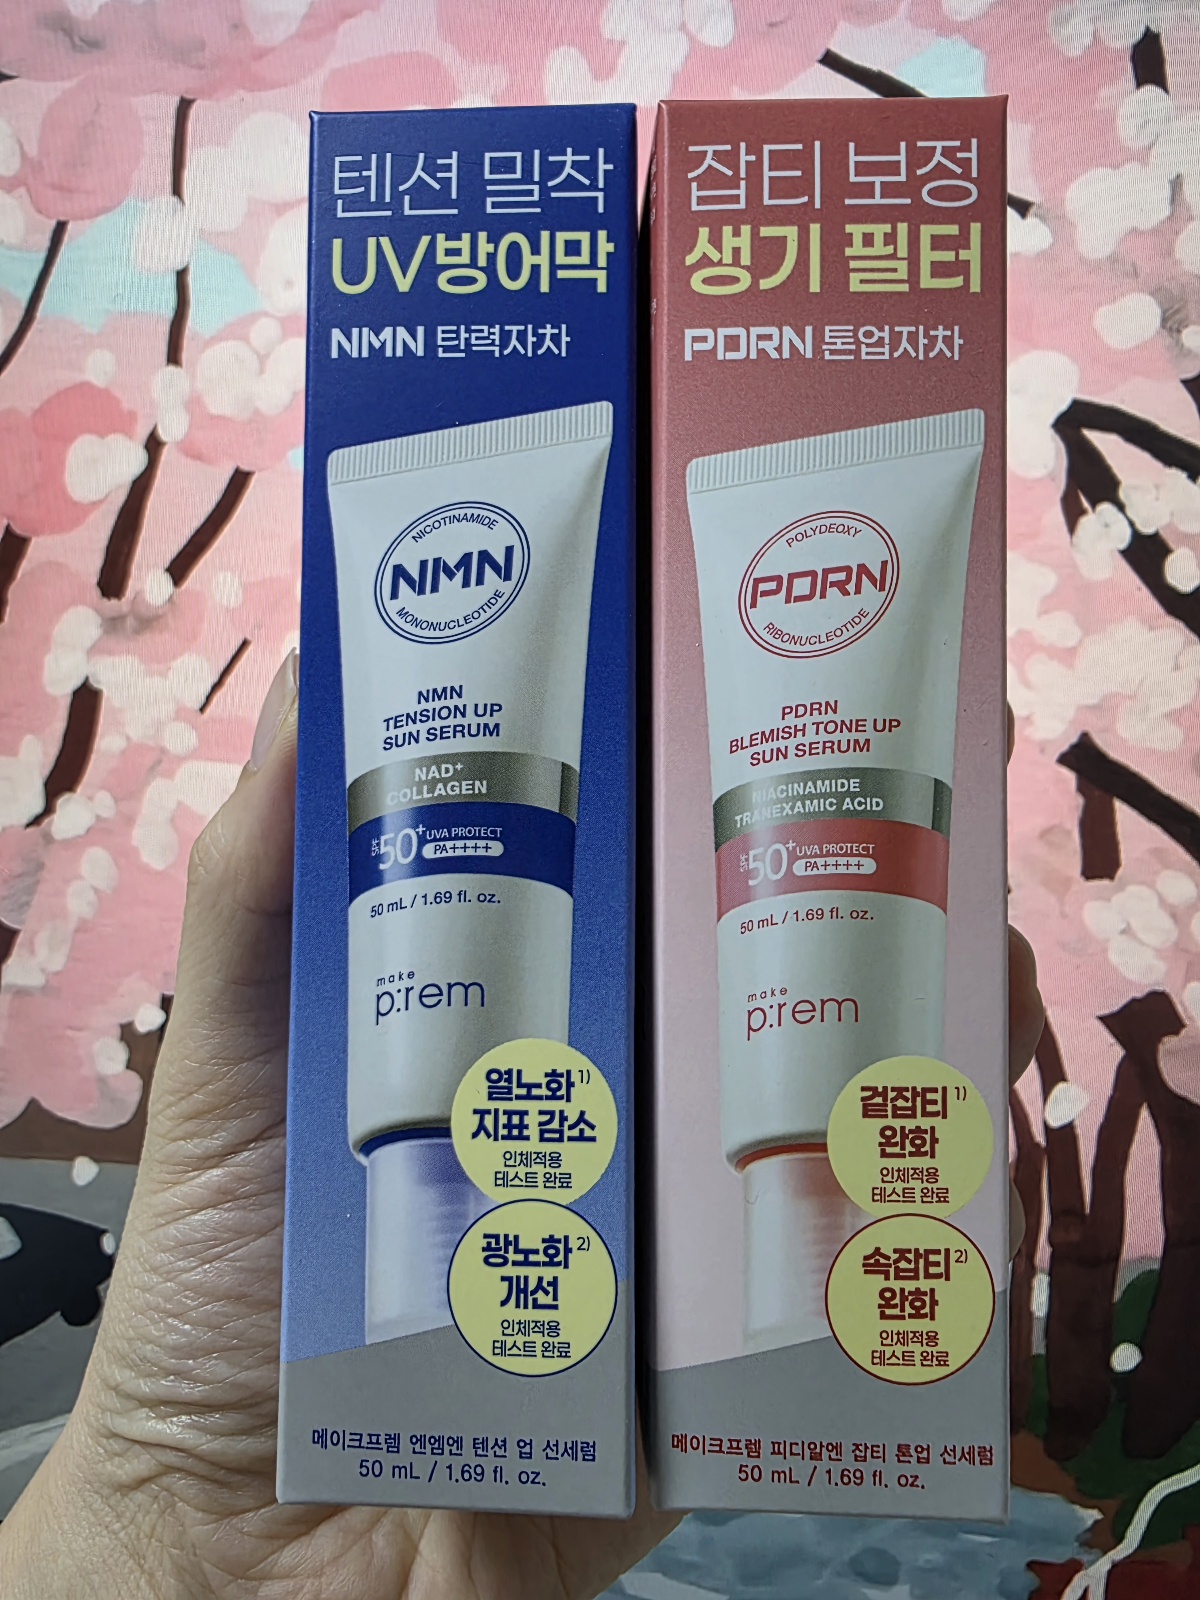 텐션 밀착
UV방어막
NMN 탄력자차
NICOTINAMIDE
NMN
MONONUCLEOTIDE
NMN
TENSION UP
SUN SERUM
NAD+
COLLAGEN
SPF 50+ UVA PROTECT
PA++++
50 mL / 1.69 fl. oz.
make
p:rem
열노화1)
지표 감소
인체적용
테스트 완료
광노화2)
개선
인체적용
테스트 완료
메이크프렘 엔엠엔 텐션 업 선세럼
50 mL / 1.69 fl. oz.
잡티 보정
생기 필터
PDRN 톤업자차
POLYDEOXY
PDRN
RIBONUCLEOTIDE
PDRN
BLEMISH TONE UP
SUN SERUM
NIACINAMIDE
TRANEXAMIC ACID
SPF 50+ UVA PROTECT
PA++++
50 mL / 1.69 fl. oz.
make
p:rem
겉잡티1)
완화
인체적용
테스트 완료
속잡티2)
완화
인체적용
테스트 완료
메이크프렘 피디알엔 잡티 톤업 선세럼
50 mL / 1.69 fl. oz.